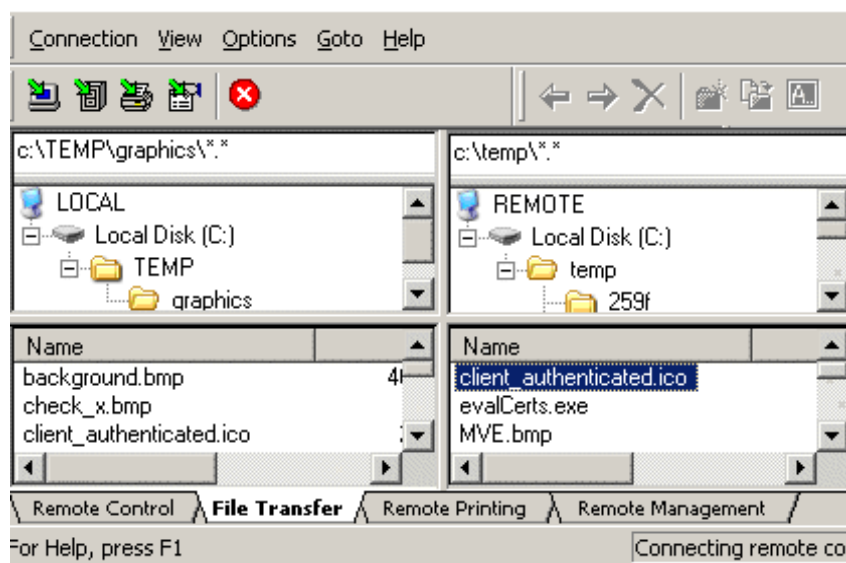 Connection View Options Goto Help
A..
c:\TEMP\graphics\*.*
c:\temp\*.*
LOCAL
Local Disk (C:)
TEMP
graphics
REMOTE
Local Disk (C:)
temp
259f
Name
background.bmp 4
check_x.bmp
client_authenticated.ico
Name
client_authenticated.ico
evalCerts.exe
MVE.bmp
Remote Control File Transfer Remote Printing Remote Management
For Help, press F1
Connecting remote co